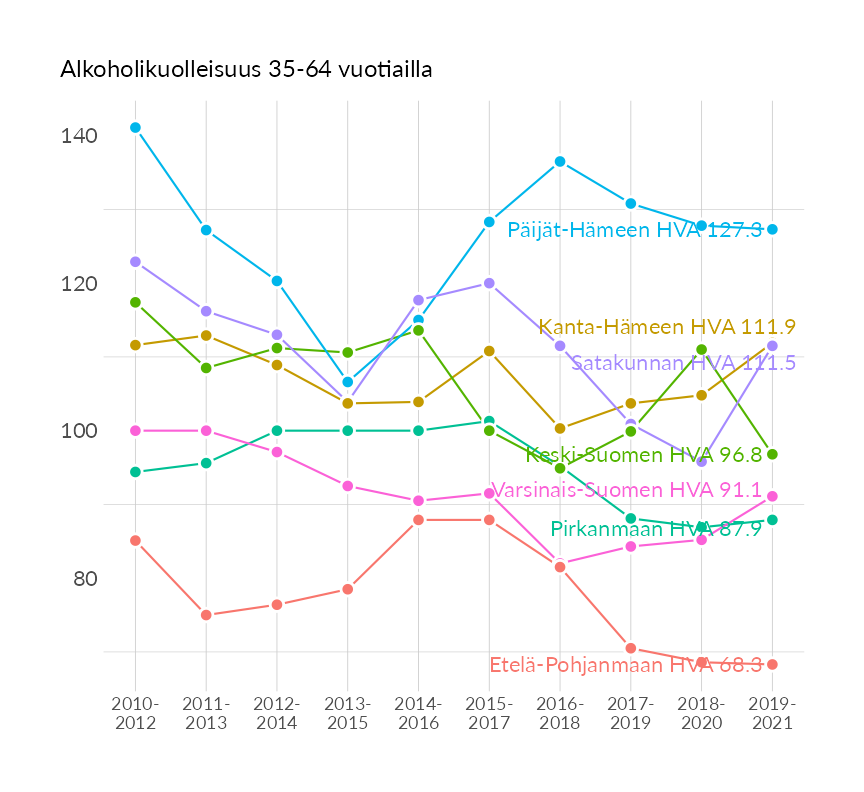 Alkoholikuolleisuus 35-64 vuotiailla
140
120
100
80
Päijät-Hämeen HVA 127.3
Kanta-Hämeen HVA 111.9
Satakunnan HVA 111.5
Keski-Suomen HVA 96.8
Varsinais-Suomen HVA 91.1
Pirkanmaan HVA 87.9
Etelä-Pohjanmaan HVA 68.3
2010- 2011- 2012- 2013- 2014- 2015- 2016- 2017- 2018- 2019-
2012 2013 2014 2015 2016 2017 2018 2019 2020 2021